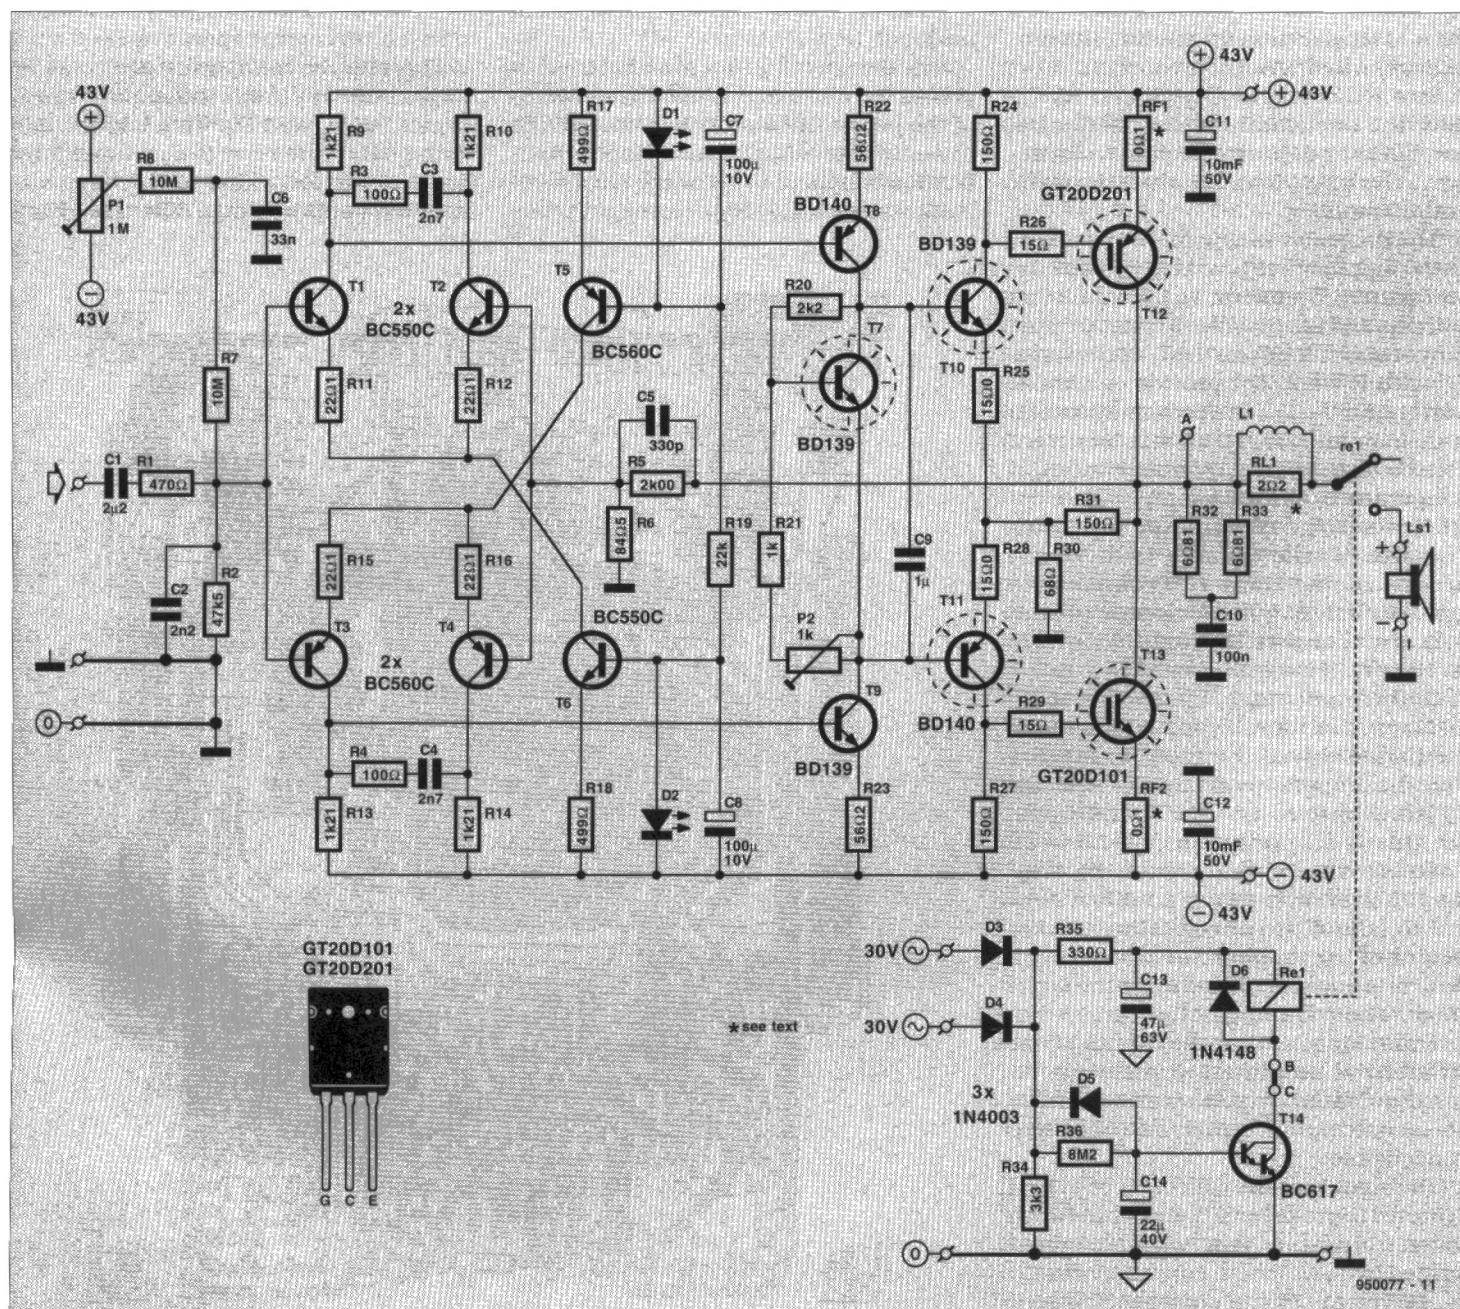 43V
+
43V
+
43V
+
R9
1k21
R10
1k21
R17
499Ω
D1
C7
100µ
10V
R22
56Ω2
R24
150Ω
RF1
0Ω1
*
C11
10mF
50V
R8
10M
P1
1M
C6
33n
−
43V
R3
100Ω
C3
2n7
BD140
T8
GT20D201
T12
BD139
R26
15Ω
T1
2x
BC550C
T2
T5
BC560C
R20
2k2
T7
BD139
T10
R25
15Ω0
R7
10M
R11
22Ω1
R12
22Ω1
C5
330p
R5
2k00
R6
84Ω5
A
L1
RL1
2Ω2
*
re1
C1
2µ2
R1
470Ω
R32
6Ω81
R33
6Ω81
R31
150Ω
R30
68Ω
R28
15Ω0
C9
1µ
R19
22k
R21
1k
Ls1
+
−
C2
2n2
R2
47k5
R15
22Ω1
R16
22Ω1
BC550C
T3
2x
BC560C
T4
T6
P2
1k
T11
C10
100n
T13
0
T9
BD139
BD140
R29
15Ω
GT20D101
R4
100Ω
C4
2n7
R13
1k21
R14
1k21
R18
499Ω
D2
C8
100µ
10V
R23
56Ω2
R27
150Ω
RF2
0Ω1
*
C12
10mF
50V
− 43V
− 43V
GT20D101
GT20D201
G C E
* see text
30V
D3
R35
330Ω
C13
47µ
63V
D6
1N4148
Re1
30V
D4
B
C
3x
1N4003
D5
R36
8M2
T14
BC617
R34
3k3
C14
22µ
40V
0
950077 - 11